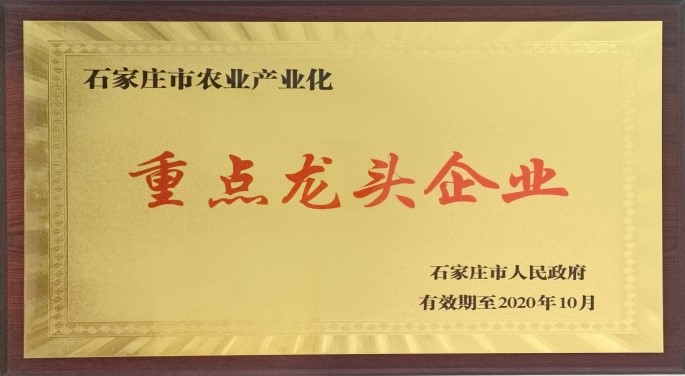 石家庄市农业产业化
重点龙头企业
石家庄市人民政府
有效期至2020年10月